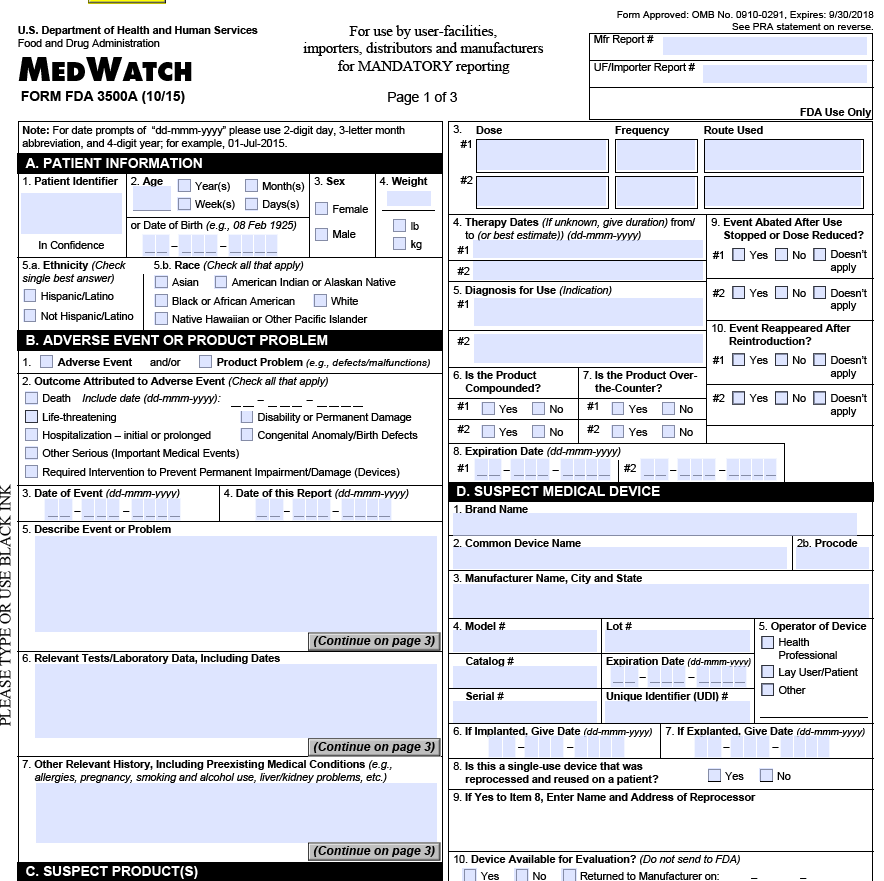 U.S. Department of Health and Human Services
Food and Drug Administration
MEDWATCH
FORM FDA 3500A (10/15)
For use by user-facilities,
importers, distributors and manufacturers
for MANDATORY reporting
Page 1 of 3
Form Approved: OMB No. 0910-0291, Expires: 9/30/2018
See PRA statement on reverse.
Mfr Report #
UF/Importer Report #
FDA Use Only
PLEASE TYPE OR USE BLACK INK
Note: For date prompts of “dd-mmm-yyyy” please use 2-digit day, 3-letter month
abbreviation, and 4-digit year; for example, 01-Jul-2015.
A. PATIENT INFORMATION
1. Patient Identifier
In Confidence
2. Age
Year(s) Month(s)
Week(s) Days(s)
or Date of Birth (e.g., 08 Feb 1925)
3. Sex
Female
Male
4. Weight
lb
kg
5.a. Ethnicity (Check
single best answer)
Hispanic/Latino
Not Hispanic/Latino
5.b. Race (Check all that apply)
Asian American Indian or Alaskan Native
Black or African American White
Native Hawaiian or Other Pacific Islander
B. ADVERSE EVENT OR PRODUCT PROBLEM
1. Adverse Event and/or Product Problem (e.g., defects/malfunctions)
2. Outcome Attributed to Adverse Event (Check all that apply)
Death Include date (dd-mmm-yyyy):
Life-threatening Disability or Permanent Damage
Hospitalization – initial or prolonged Congenital Anomaly/Birth Defects
Other Serious (Important Medical Events)
Required Intervention to Prevent Permanent Impairment/Damage (Devices)
3. Date of Event (dd-mmm-yyyy) 4. Date of this Report (dd-mmm-yyyy)
5. Describe Event or Problem
(Continue on page 3)
6. Relevant Tests/Laboratory Data, Including Dates
(Continue on page 3)
7. Other Relevant History, Including Preexisting Medical Conditions (e.g.,
allergies, pregnancy, smoking and alcohol use, liver/kidney problems, etc.)
(Continue on page 3)
C. SUSPECT PRODUCT(S)
3. Dose Frequency Route Used
#1
#2
4. Therapy Dates (If unknown, give duration) from/
to (or best estimate)) (dd-mmm-yyyy)
#1
#2
5. Diagnosis for Use (Indication)
#1
#2
6. Is the Product
Compounded?
#1 Yes No
#2 Yes No
7. Is the Product Over-
the-Counter?
#1 Yes No
#2 Yes No
8. Expiration Date (dd-mmm-yyyy)
#1 #2
9. Event Abated After Use
Stopped or Dose Reduced?
#1 Yes No Doesn't
apply
#2 Yes No Doesn't
apply
10. Event Reappeared After
Reintroduction?
#1 Yes No Doesn't
apply
#2 Yes No Doesn't
apply
D. SUSPECT MEDICAL DEVICE
1. Brand Name
2. Common Device Name 2b. Procode
3. Manufacturer Name, City and State
4. Model # Lot #
Catalog # Expiration Date (dd-mmm-yyyy)
Serial # Unique Identifier (UDI) #
5. Operator of Device
Health
Professional
Lay User/Patient
Other
6. If Implanted, Give Date (dd-mmm-yyyy) 7. If Explanted, Give Date (dd-mmm-yyyy)
8. Is this a single-use device that was
reprocessed and reused on a patient? Yes No
9. If Yes to Item 8, Enter Name and Address of Reprocessor
10. Device Available for Evaluation? (Do not send to FDA)
Yes No Returned to Manufacturer on: